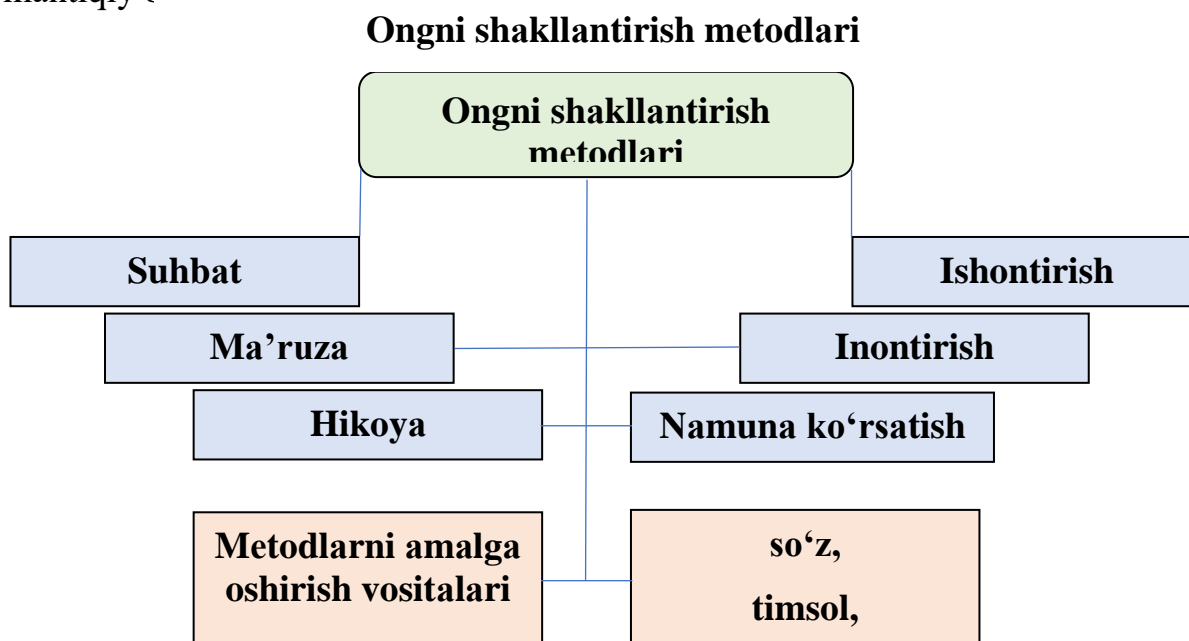 Ongni shakllantirish metodlari
Ongni shakllantirish
metodlari
Suhbat
Ishontirish
Ma’ruza
Inontirish
Hikoya
Namuna ko‘rsatish
Metodlarni amalga
oshirish vositalari
so‘z,
timsol,